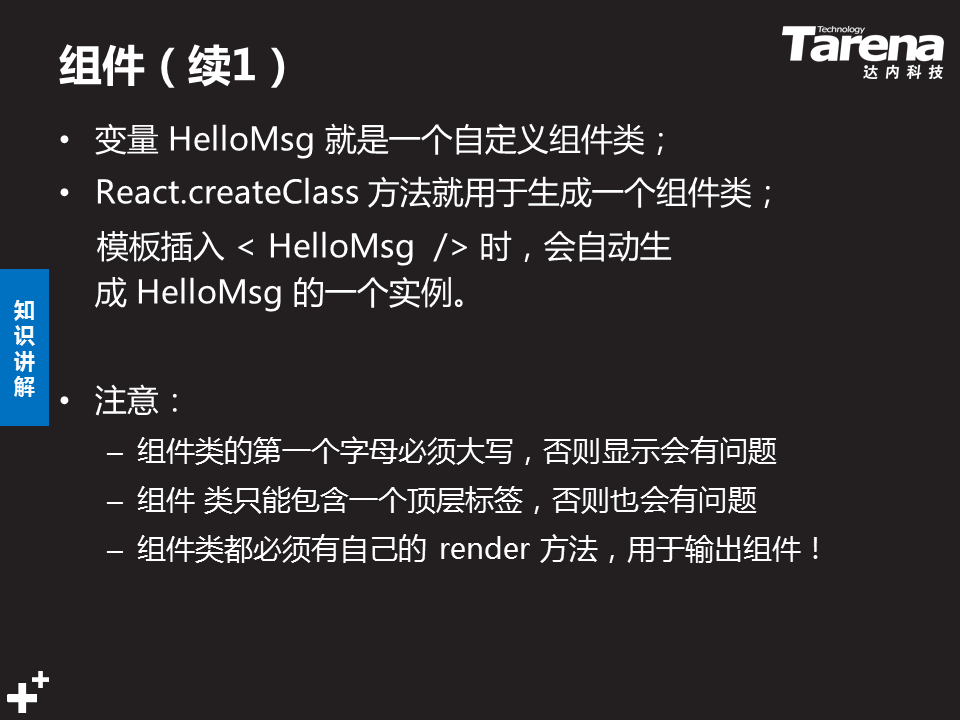 组件（续1）
Technology
Tarena
达内科技
• 变量 HelloMsg 就是一个自定义组件类；
• React.createClass 方法就用于生成一个组件类；
模板插入 < HelloMsg /> 时，会自动生
成 HelloMsg 的一个实例。
知识讲解
• 注意：
– 组件类的第一个字母必须大写，否则显示会有问题
– 组件 类只能包含一个顶层标签，否则也会有问题
– 组件类都必须有自己的 render 方法，用于输出组件！